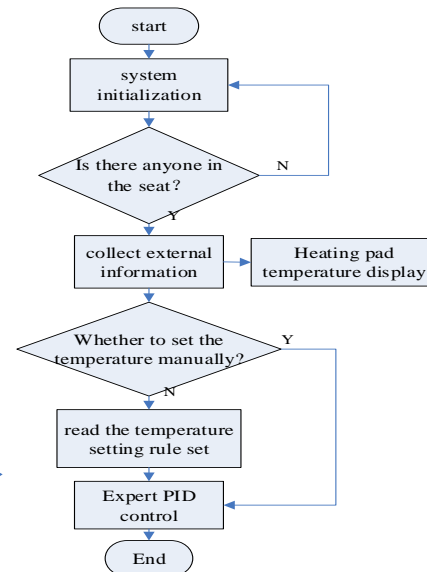 start
system
initialization
Is there anyone in
the seat?
N
Y
collect external
information
Heating pad
temperature display
Whether to set the
temperature manually?
Y
N
read the temperature
setting rule set
Expert PID
control
End